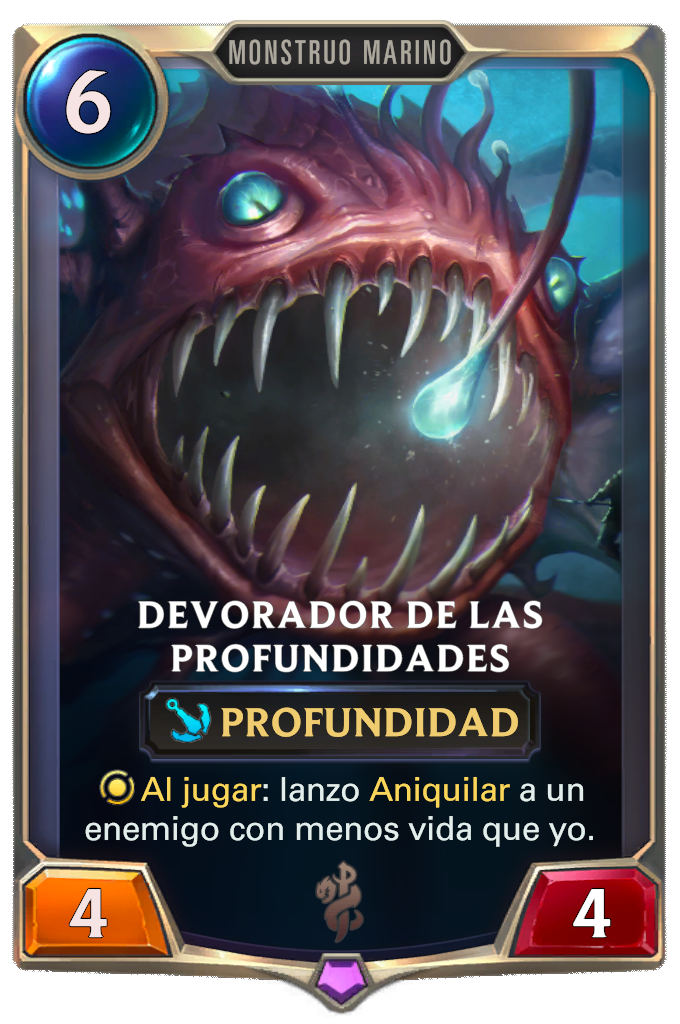 MONSTRUO MARINO
6
DEVORADOR DE LAS
PROFUNDIDADES
PROFUNDIDAD
Al jugar: lanzo Aniquilar a un
enemigo con menos vida que yo.
4
4